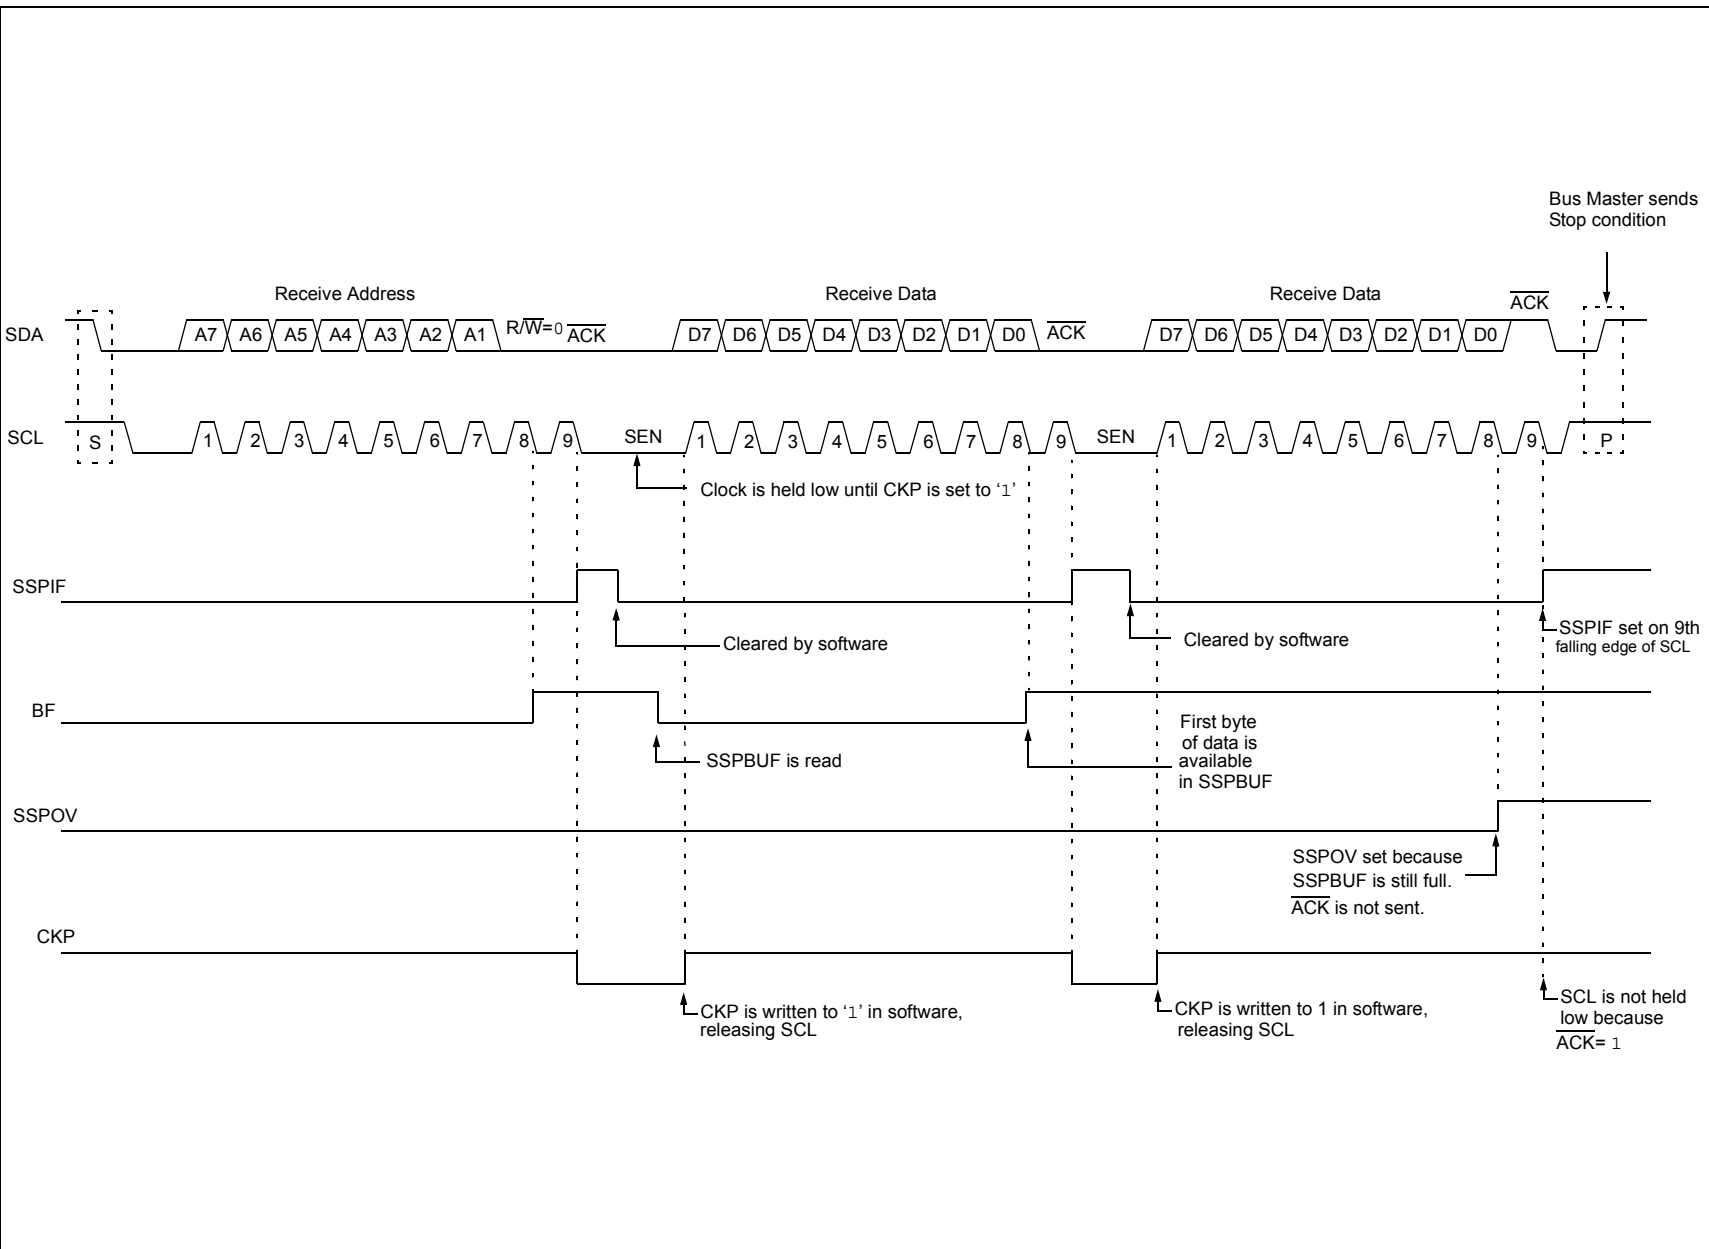 Bus Master sends
Stop condition
Receive Address
Receive Data
Receive Data
ACK
SDA
A7 A6 A5 A4 A3 A2 A1 R/W=0 ACK
D7 D6 D5 D4 D3 D2 D1 D0 ACK
D7 D6 D5 D4 D3 D2 D1 D0
SCL
S
1 2 3 4 5 6 7 8 9 SEN
1 2 3 4 5 6 7 8 9 SEN
1 2 3 4 5 6 7 8 9 P
Clock is held low until CKP is set to ‘1’
SSPIF
Cleared by software
Cleared by software
SSPIF set on 9th
falling edge of SCL
BF
SSPBUF is read
First byte
of data is
available
in SSPBUF
SSPOV
SSPOV set because
SSPBUF is still full.
ACK is not sent.
CKP
CKP is written to ‘1’ in software,
releasing SCL
CKP is written to 1 in software,
releasing SCL
SCL is not held
low because
ACK= 1